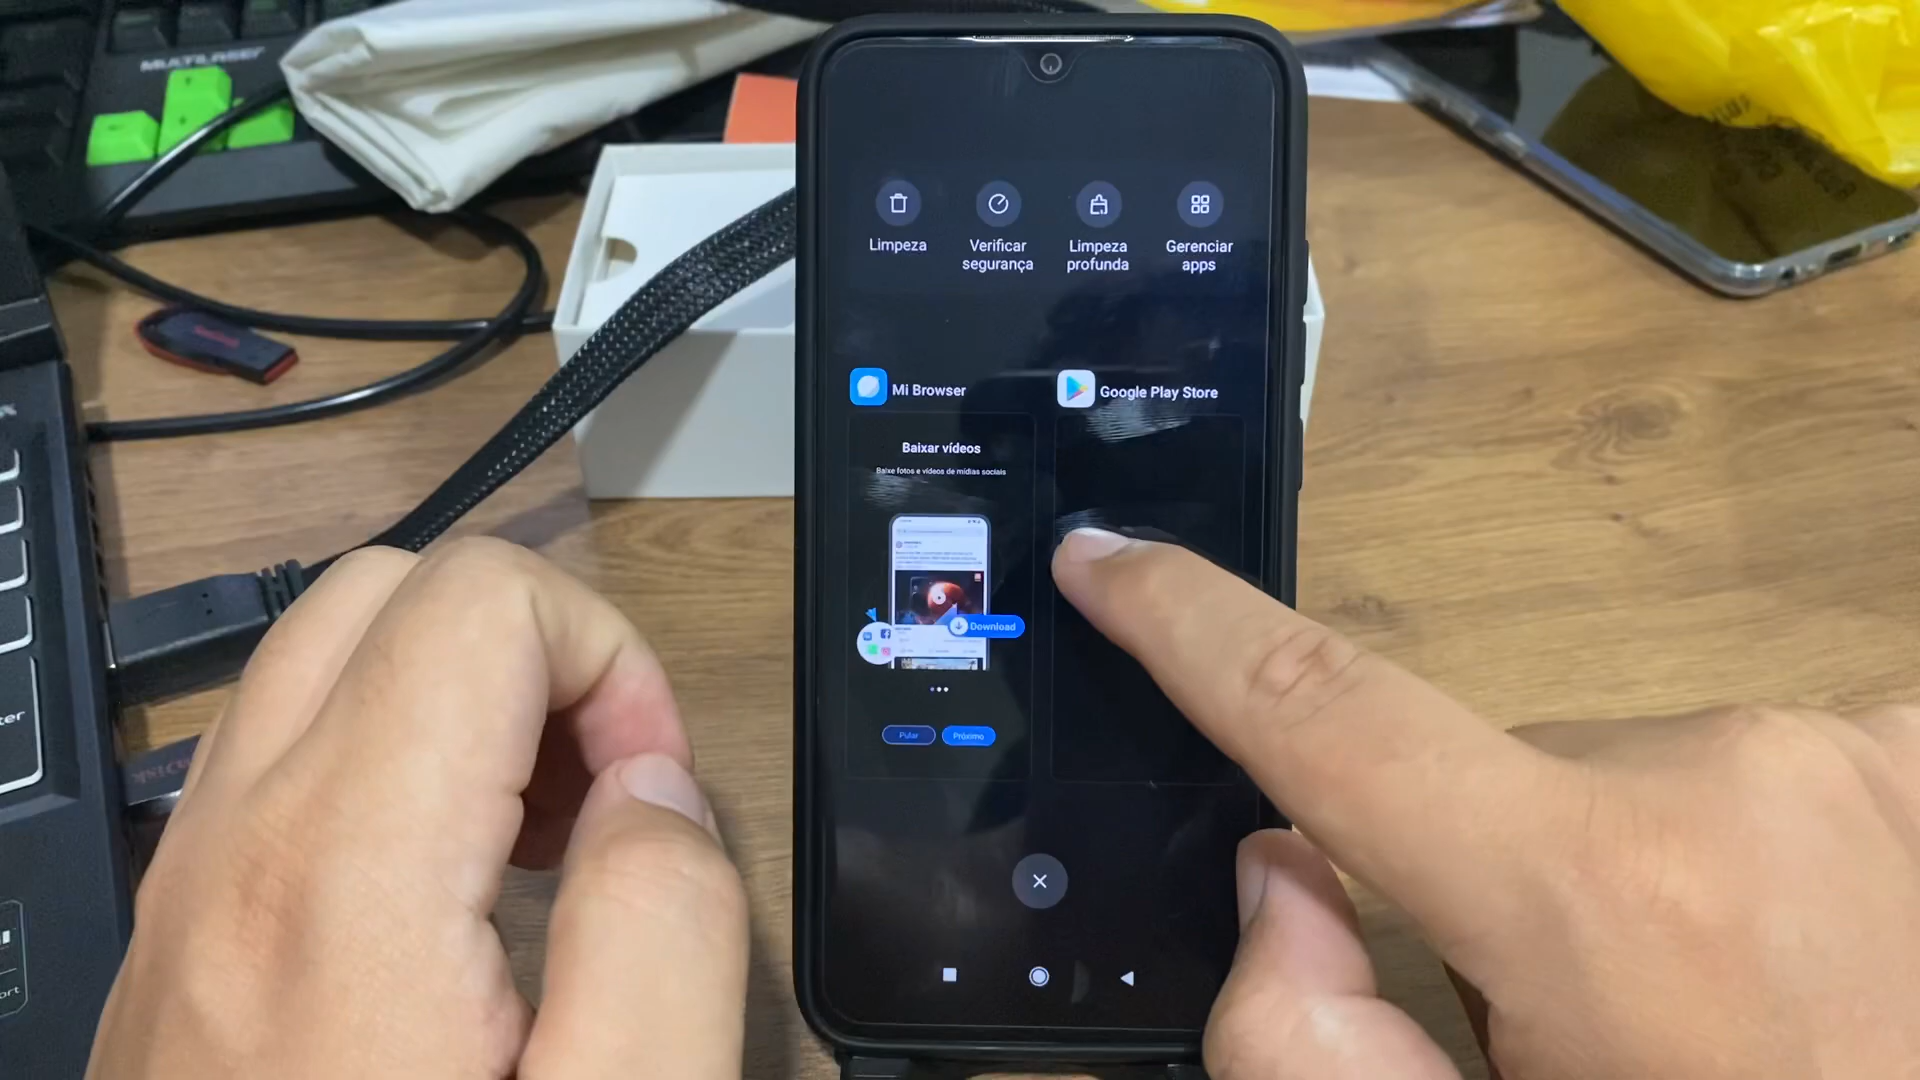 MULTILASER
Limpeza
Verificar
segurança
Limpeza
profunda
Gerenciar
apps
Mi Browser
Google Play Store
Baixar vídeos
Baixe fotos e vídeos de mídias sociais
Download
Pular
Próximo